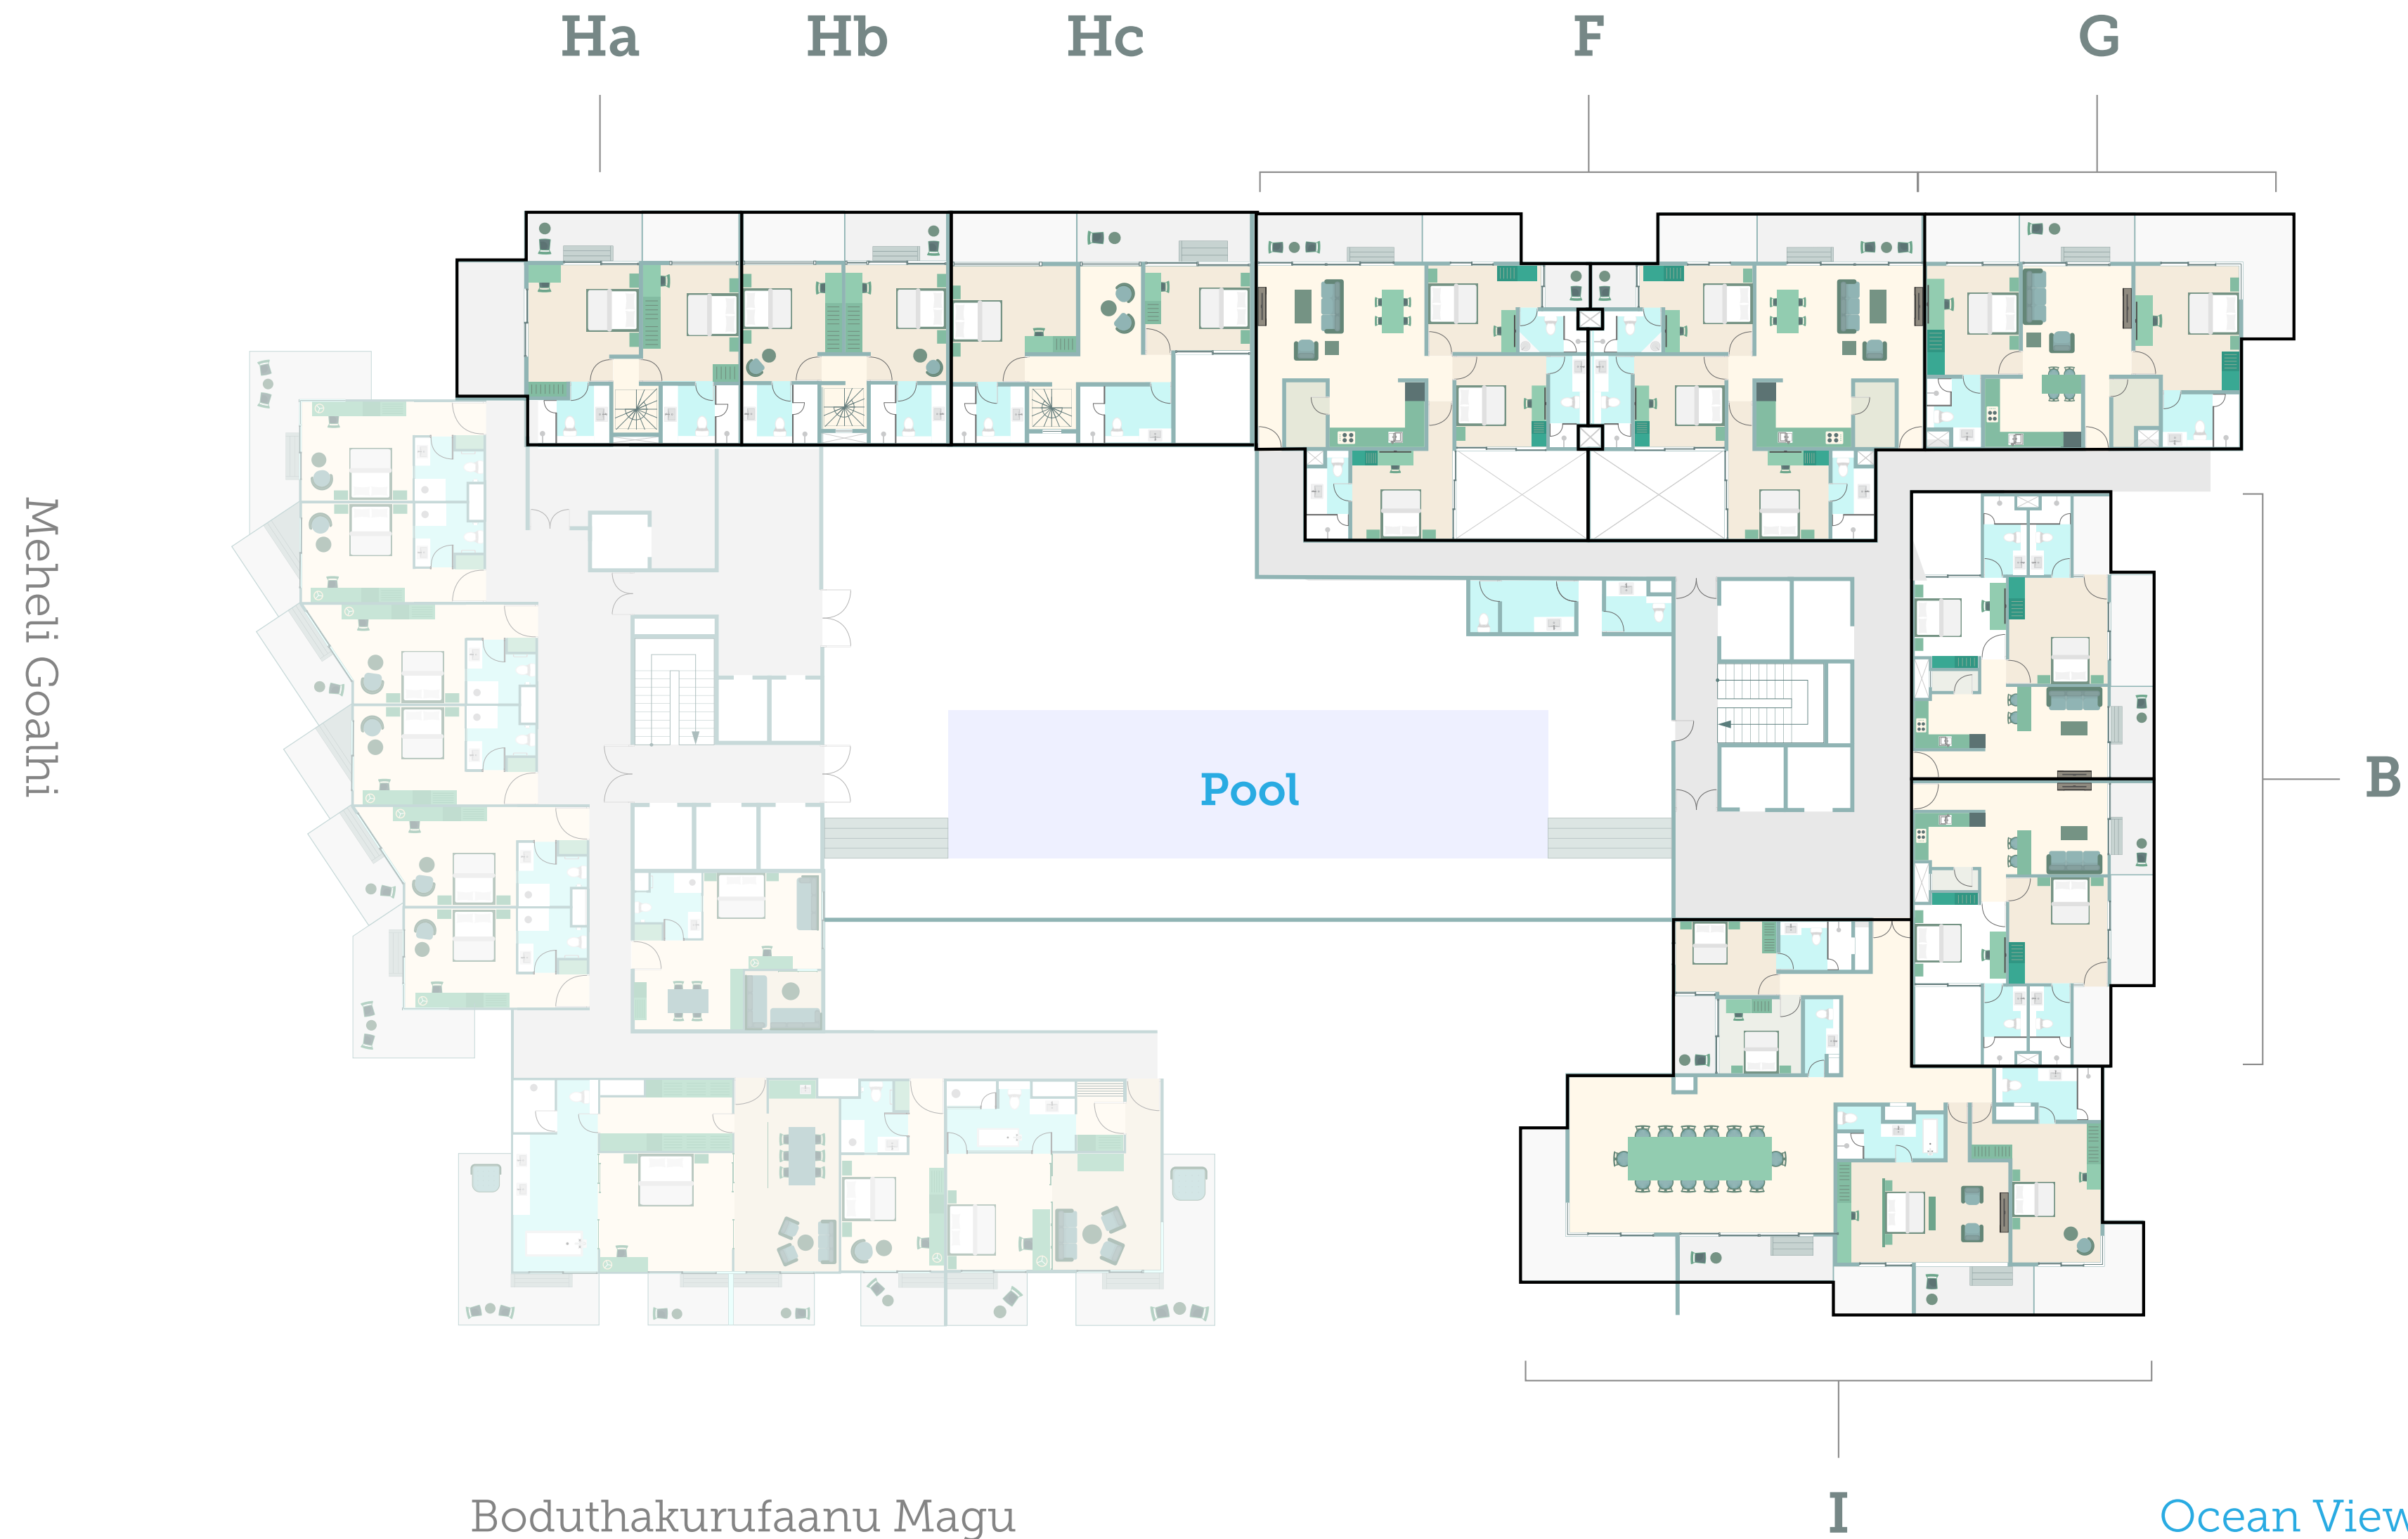 Ha
Hb
Hc
F
G
Meheli Goalhi
Pool
B
I
Boduthakurufaanu Magu
Ocean View